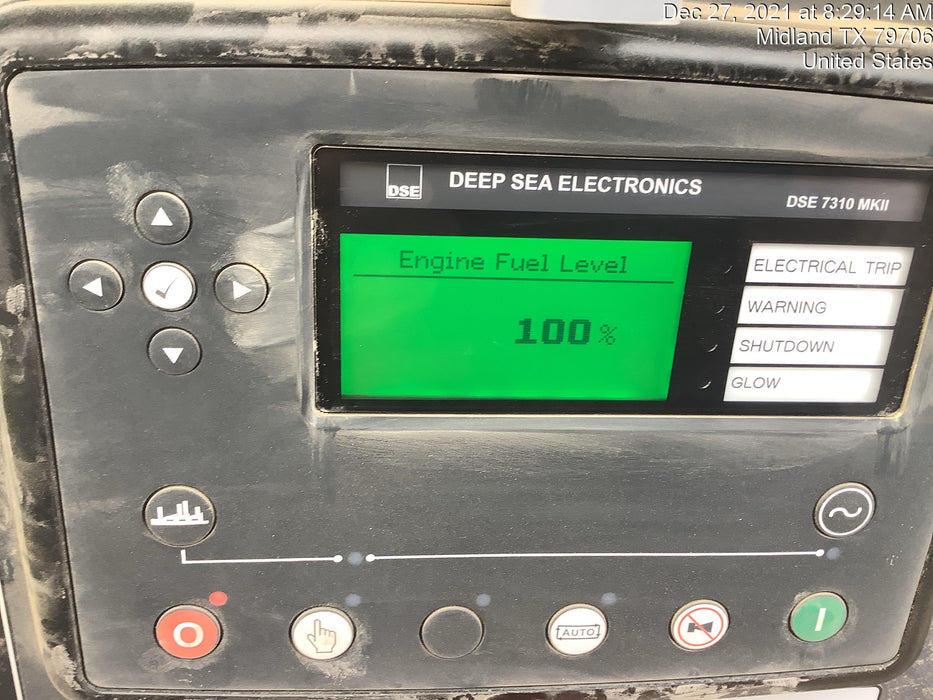 Dec 27, 2021 at 8:29:14 AM
Midland TX 79706
United States
DSE
DEEP SEA ELECTRONICS
DSE 7310 MKII
Engine Fuel Level
100 %
ELECTRICAL TRIP
WARNING
SHUTDOWN
GLOW
O
AUTO
I